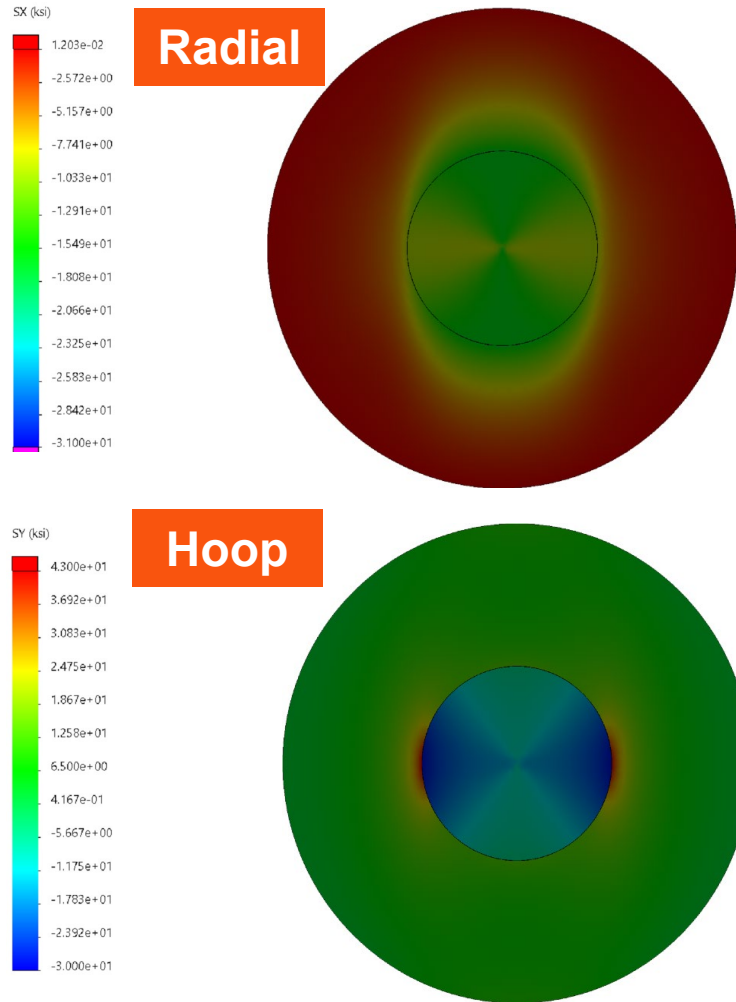 SX (ksi)
Radial
1.203e-02
-2.572e+00
-5.157e+00
-7.741e+00
-1.033e+01
-1.291e+01
-1.549e+01
-1.808e+01
-2.066e+01
-2.325e+01
-2.583e+01
-2.842e+01
-3.100e+01
SY (ksi)
Hoop
4.300e+01
3.692e+01
3.083e+01
2.475e+01
1.867e+01
1.258e+01
6.500e+00
4.167e-01
-5.667e+00
-1.175e+01
-1.783e+01
-2.392e+01
-3.000e+01